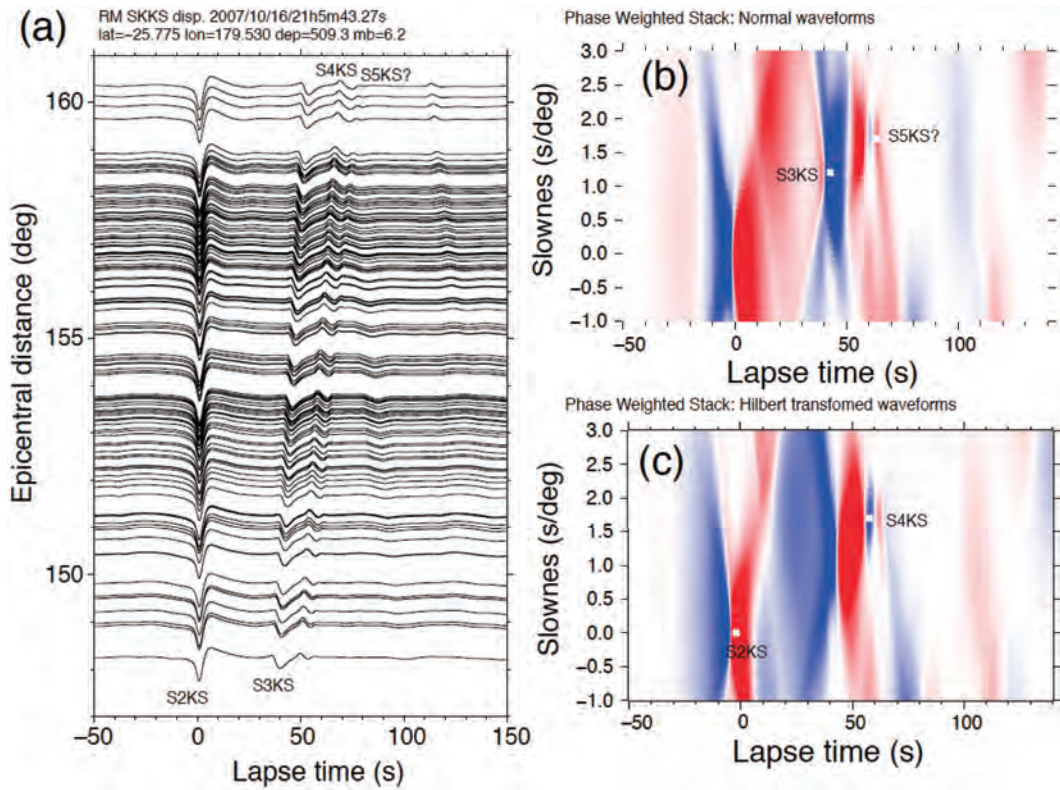 (a)
RM SKKS disp. 2007/10/16/21h5m43.27s
lat=−25.775 lon=179.530 dep=509.3 mb=6.2
S4KS
S5KS?
160
155
150
Epicentral distance (deg)
S2KS
S3KS
−50 0 50 100 150
Lapse time (s)
Phase Weighted Stack: Normal waveforms
(b)
3.0
2.5
2.0
1.5
1.0
0.5
0.0
−0.5
−1.0
Slownes (s/deg)
S5KS?
S3KS
−50 0 50 100
Lapse time (s)
Phase Weighted Stack: Hilbert transfomed waveforms
(c)
3.0
2.5
2.0
1.5
1.0
0.5
0.0
−0.5
−1.0
Slownes (s/deg)
S4KS
S2KS
−50 0 50 100
Lapse time (s)